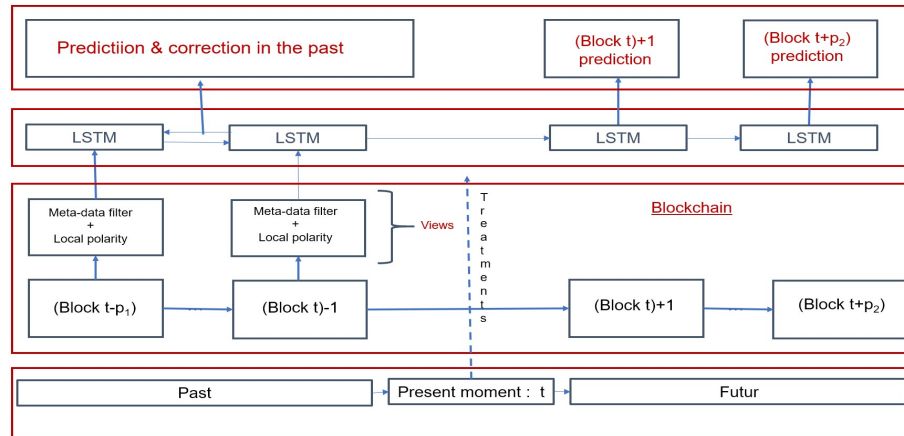 Predictiion & correction in the past
(Block t)+1
prediction
(Block t+p₂)
prediction
LSTM
LSTM
LSTM
LSTM
Meta-data filter
+
Local polarity
Meta-data filter
+
Local polarity
Views
Treatments
Blockchain
(Block t-p₁)
...
(Block t)-1
(Block t)+1
...
(Block t+p₂)
Past
Present moment : t
Futur